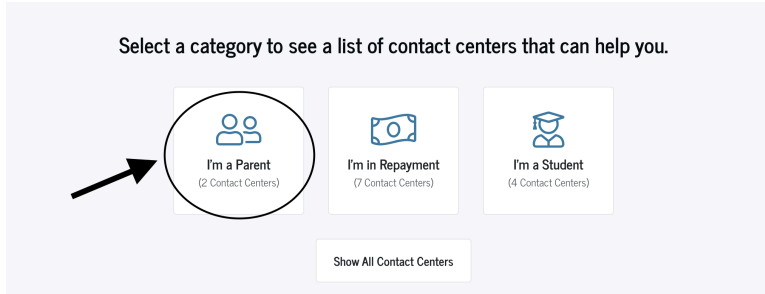 Select a category to see a list of contact centers that can help you.
I'm a Parent
(2 Contact Centers)
I'm in Repayment
(7 Contact Centers)
I'm a Student
(4 Contact Centers)
Show All Contact Centers